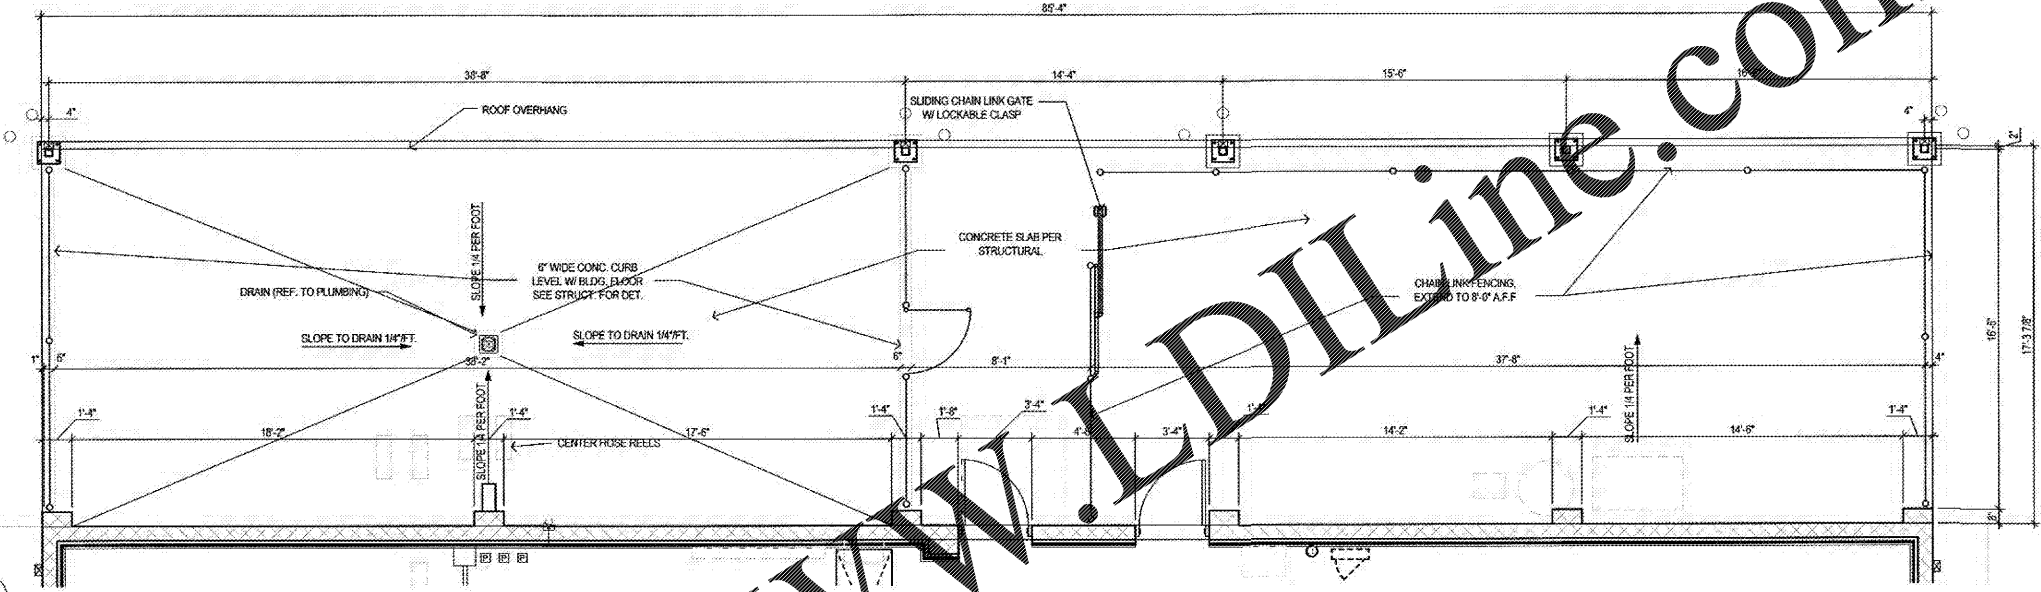 85'-4"
38'-8"
14'-4"
15'-6"
4"
ROOF OVERHANG
SLIDING CHAIN LINK GATE
W/ LOCKABLE CLASP
4"
2"
SLOPE 1/4 PER FOOT
CONCRETE SLAB PER
STRUCTURAL
6" WIDE CONC. CURB
LEVEL W/ BLDG. FLOOR
SEE STRUCT. FOR DET.
DRAIN (REF. TO PLUMBING)
CHAIN LINK FENCING,
EXTEND TO 8'-0" A.F.F
SLOPE TO DRAIN 1/4"/FT.
SLOPE TO DRAIN 1/4"/FT.
16'-5"
17'-3 7/8"
1"
6"
38'-2"
6"
8'-1"
37'-8"
4"
SLOPE 1/4 PER FOOT
SLOPE 1/4 PER FOOT
1'-4"
1'-4"
1'-4"
1'-6"
3'-4"
1'-4"
1'-4"
18'-2"
17'-6"
3'-4"
14'-2"
14'-6"
CENTER HOSE REELS
8"
W.LDILine.com